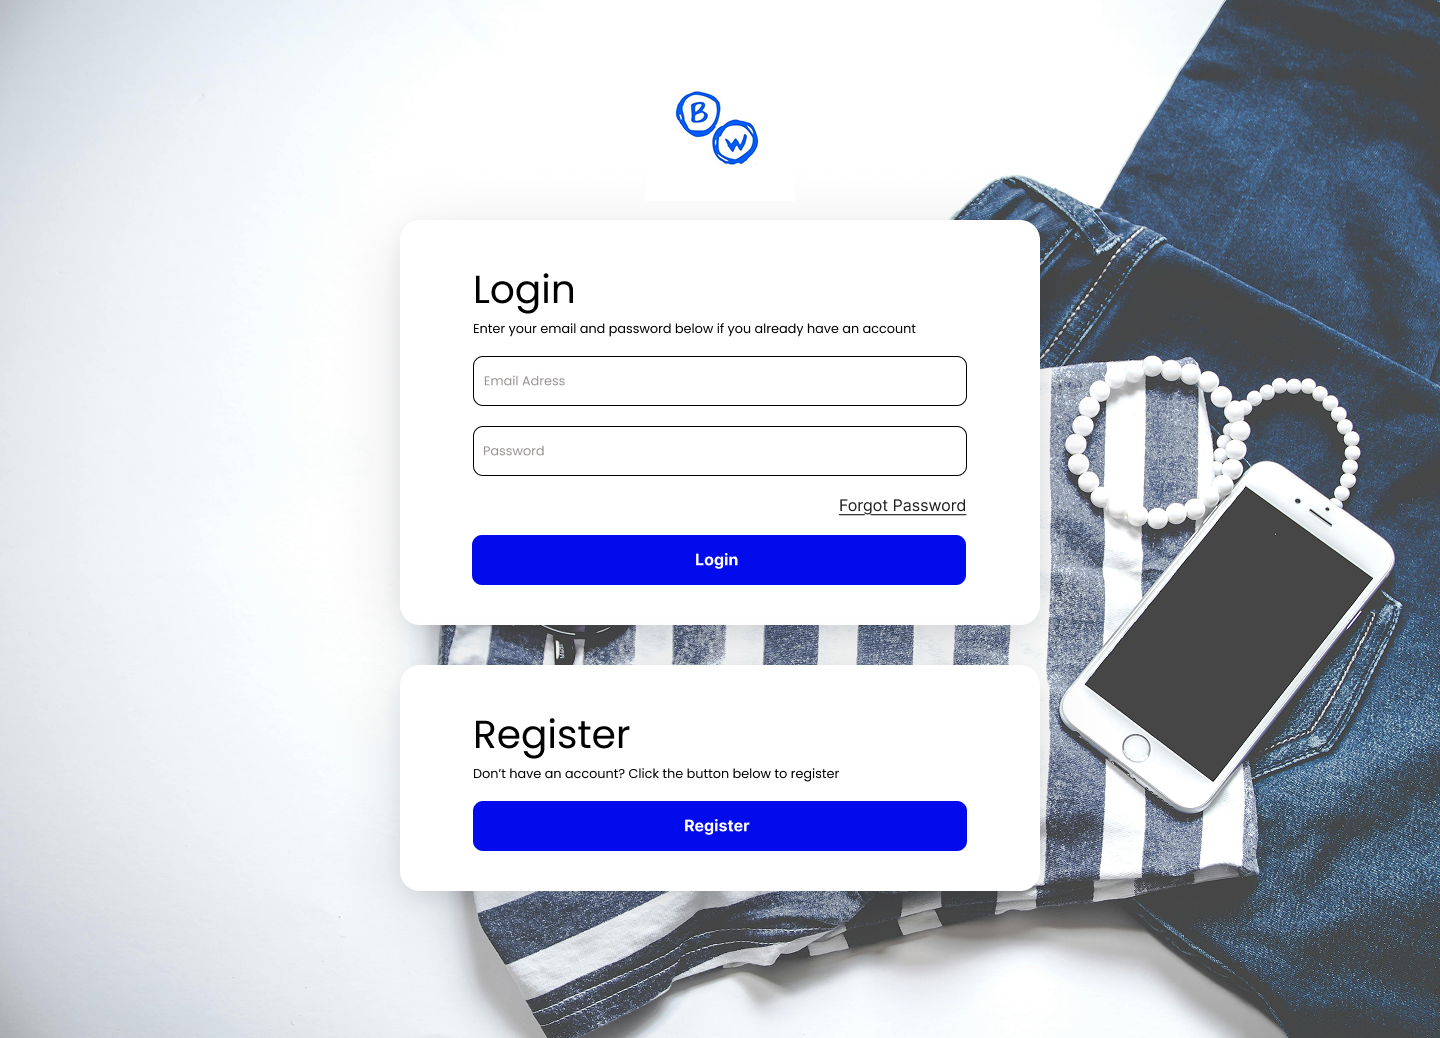 B
W
Login
Enter your email and password below if you already have an account
Email Adress
Password
Forgot Password
Login
Register
Don’t have an account? Click the button below to register
Register